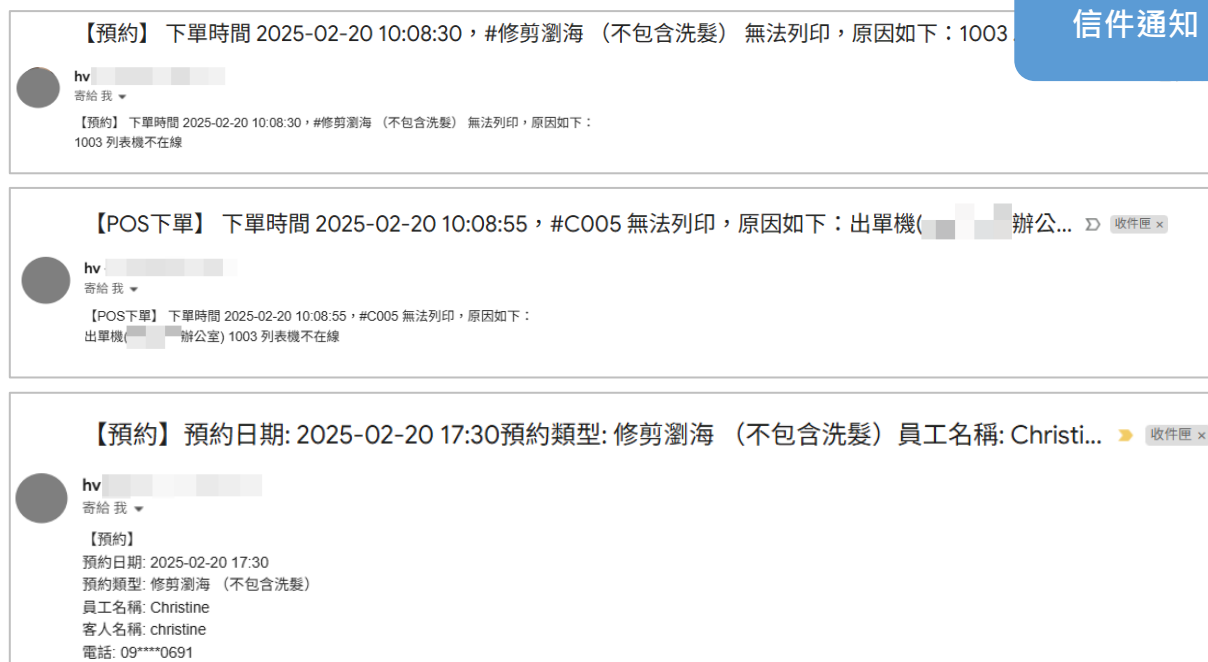 信件通知
【預約】 下單時間 2025-02-20 10:08:30，#修剪瀏海 （不包含洗髮） 無法列印，原因如下：1003
hv
寄給 我
【預約】 下單時間 2025-02-20 10:08:30，#修剪瀏海 （不包含洗髮） 無法列印，原因如下：
1003 列表機不在線
【POS下單】 下單時間 2025-02-20 10:08:55，#C005 無法列印，原因如下：出單機( 辦公... 收件匣 ×
hv
寄給 我
【POS下單】 下單時間 2025-02-20 10:08:55，#C005 無法列印，原因如下：
出單機( 辦公室) 1003 列表機不在線
【預約】預約日期: 2025-02-20 17:30預約類型: 修剪瀏海 （不包含洗髮）員工名稱: Christi... 收件匣 ×
hv
寄給 我
【預約】
預約日期: 2025-02-20 17:30
預約類型: 修剪瀏海 （不包含洗髮）
員工名稱: Christine
客人名稱: christine
電話: 09****0691